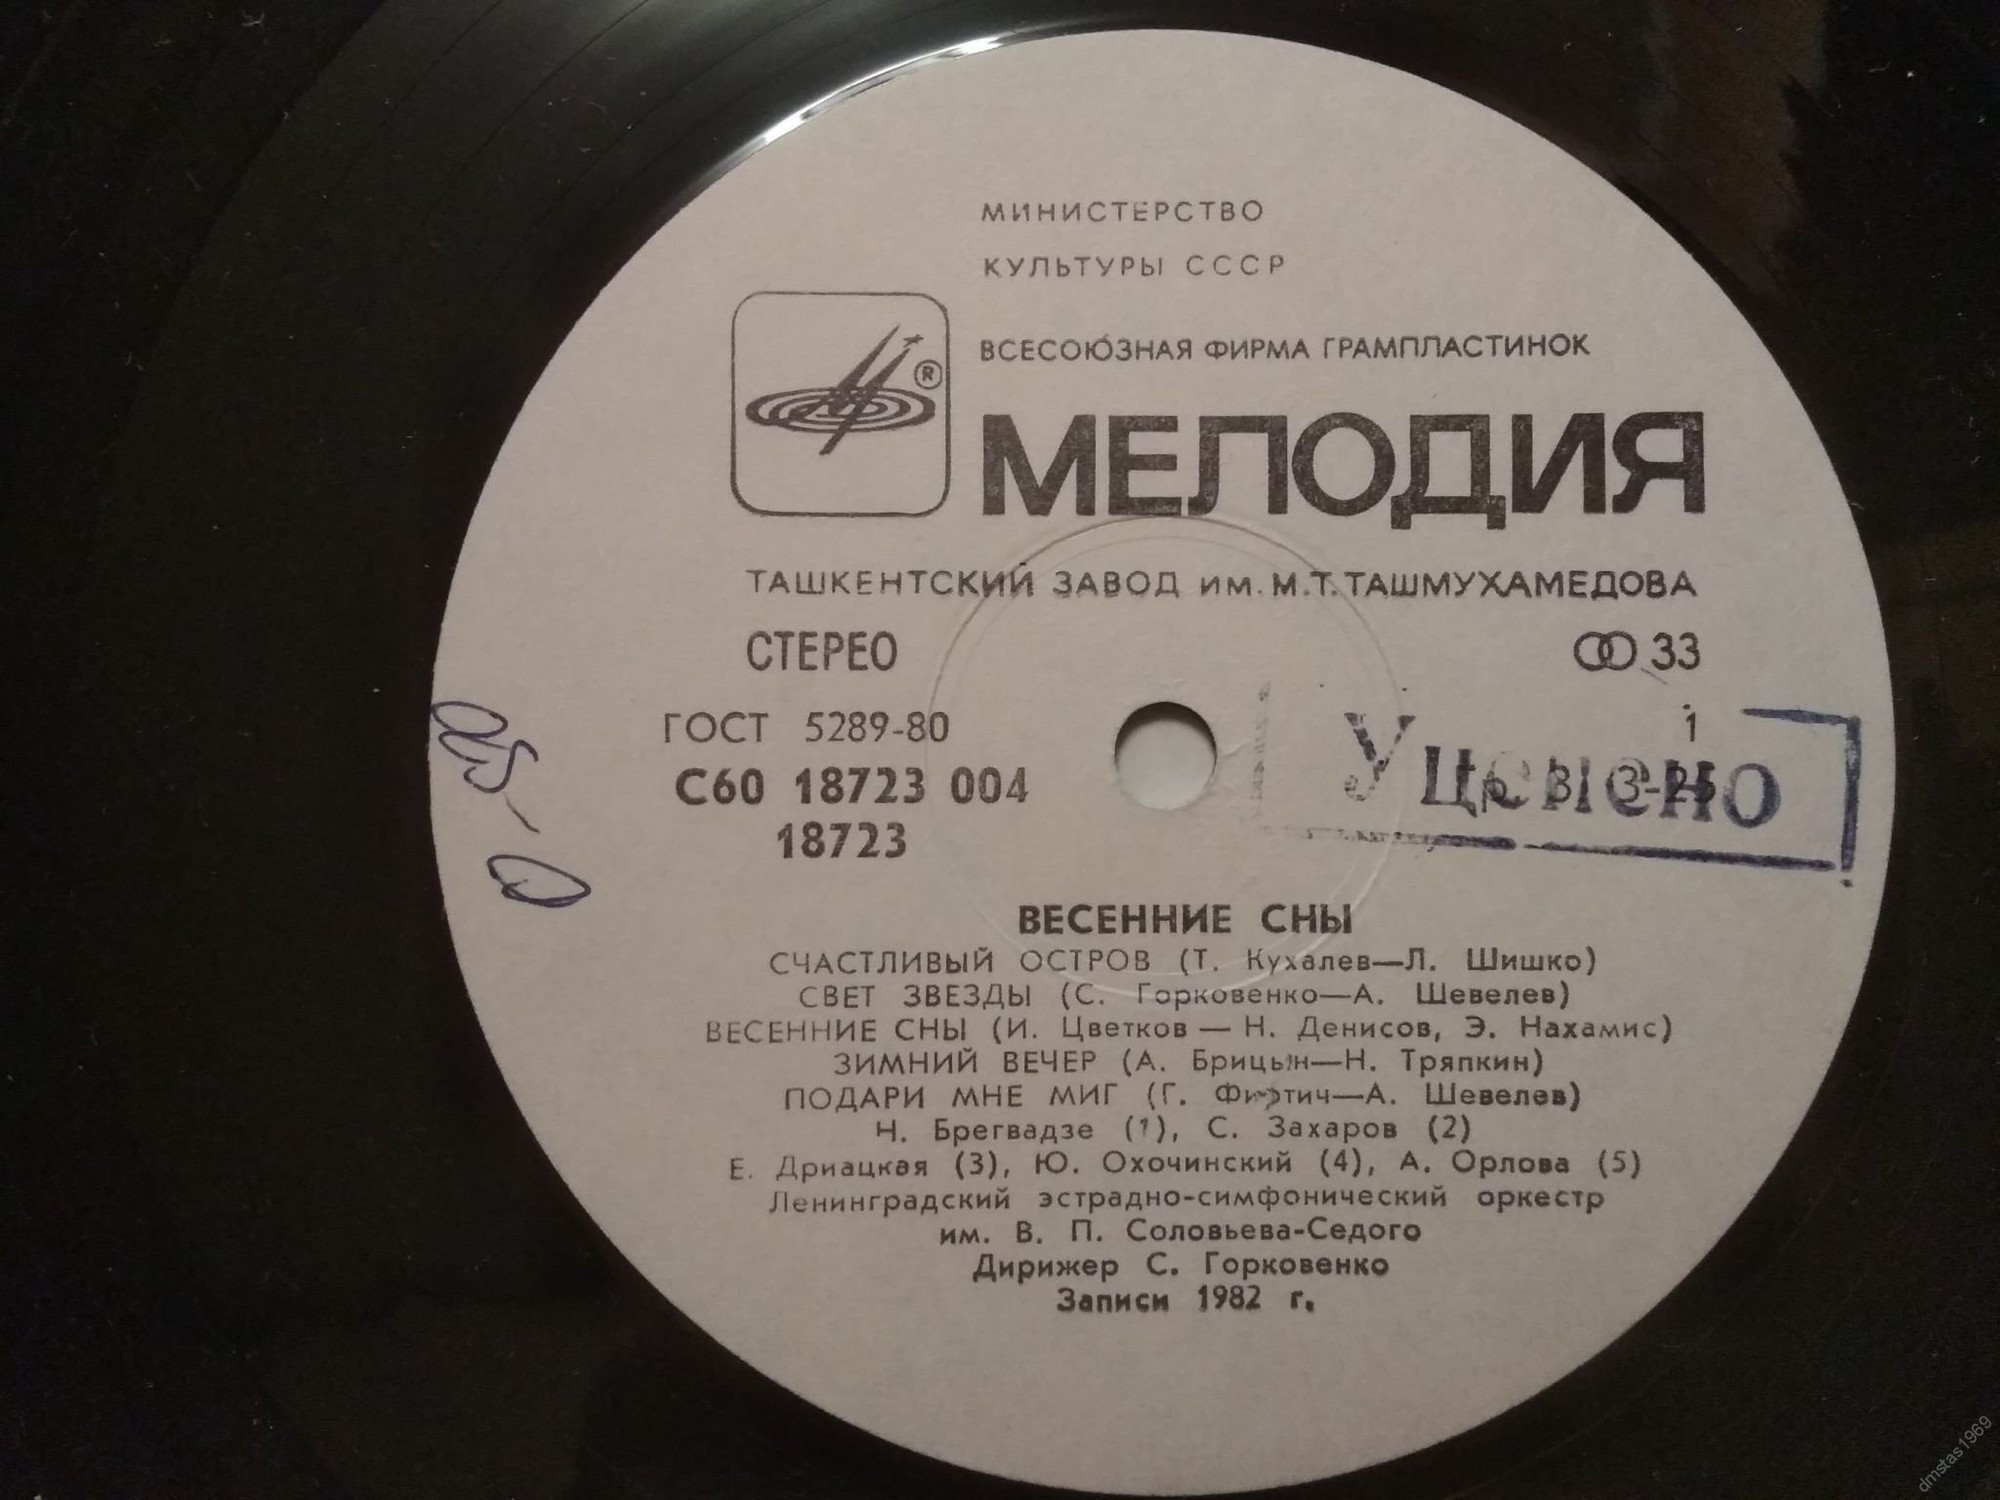 МИНИСТЕРСТВО
КУЛЬТУРЫ СССР
ВСЕСОЮЗНАЯ ФИРМА ГРАМПЛАСТИНОК
®
МЕЛОДИЯ
ТАШКЕНТСКИЙ ЗАВОД ИМ. М.Т. ТАШМУХАМЕДОВА
СТЕРЕО 33
ГОСТ 5289-80 1
С60 18723 004
Уценено
18723
ВЕСЕННИЕ СНЫ
СЧАСТЛИВЫЙ ОСТРОВ (Т. Кухалев—Л. Шишко)
СВЕТ ЗВЕЗДЫ (С. Горковенко—А. Шевелев)
ВЕСЕННИЕ СНЫ (И. Цветков — Н. Денисов, Э. Нахамис)
ЗИМНИЙ ВЕЧЕР (А. Брицын—Н. Тряпкин)
ПОДАРИ МНЕ МИГ (Г. Фиртич—А. Шевелев)
Н. Брегвадзе (1), С. Захаров (2)
Е. Дриацкая (3), Ю. Охочинский (4), А. Орлова (5)
Ленинградский эстрадно-симфонический оркестр
им. В. П. Соловьева-Седого
Дирижер С. Горковенко
Записи 1982 г.
dmstas1969